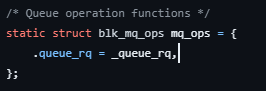 /* Queue operation functions */
static struct blk_mq_ops mq_ops = {
    .queue_rq = _queue_rq,
};